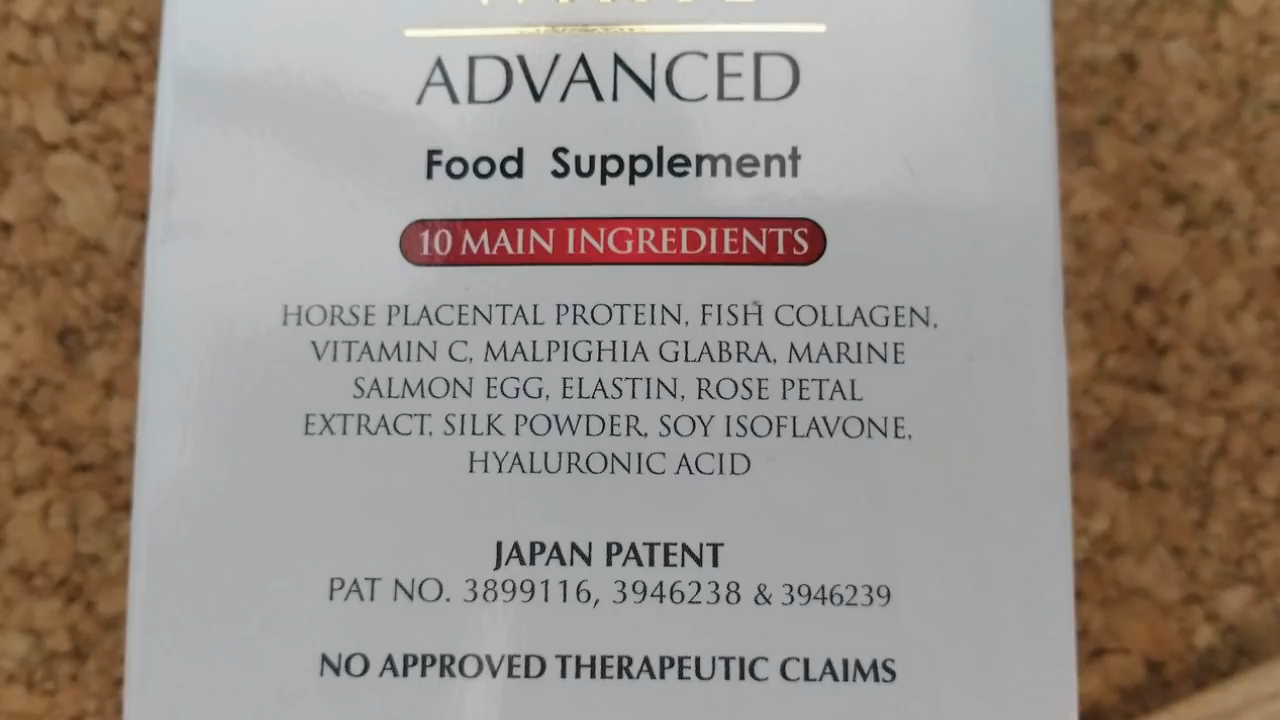 ADVANCED
Food Supplement
10 MAIN INGREDIENTS
HORSE PLACENTAL PROTEIN, FISH COLLAGEN,
VITAMIN C, MALPIGHIA GLABRA, MARINE
SALMON EGG, ELASTIN, ROSE PETAL
EXTRACT, SILK POWDER, SOY ISOFLAVONE,
HYALURONIC ACID
JAPAN PATENT
PAT NO. 3899116, 3946238 & 3946239
NO APPROVED THERAPEUTIC CLAIMS